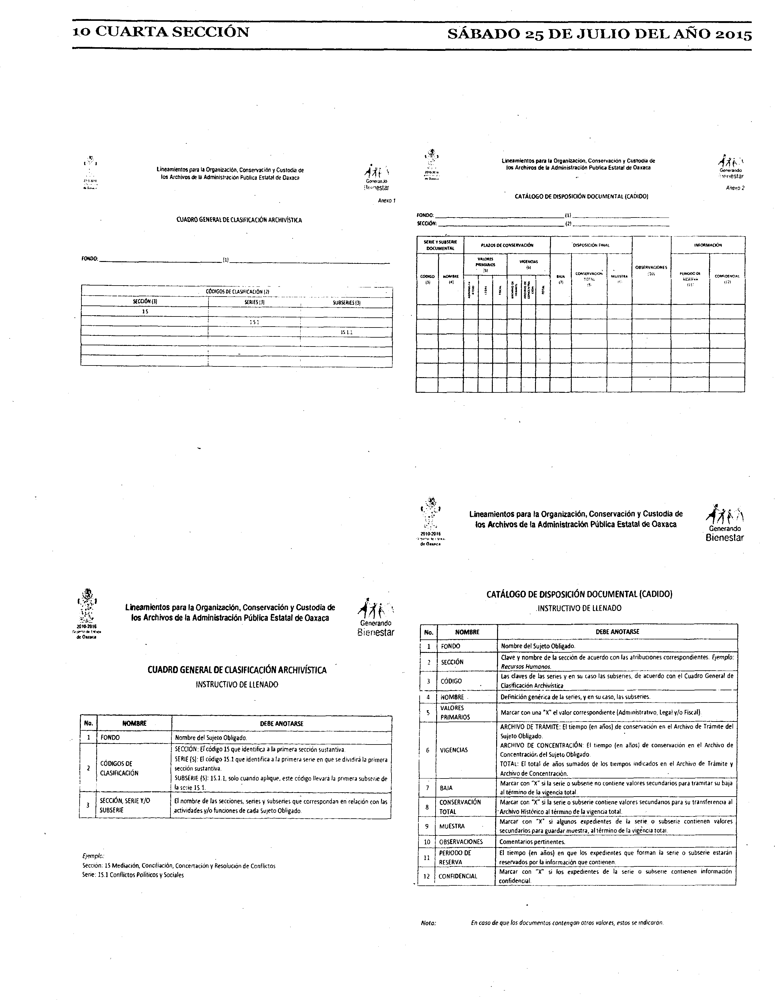 10 CUARTA SECCIÓN
SÁBADO 25 DE JULIO DEL AÑO 2015
Lineamientos para la Organización, Conservación y Custodia de
los Archivos de la Administración Pública Estatal de Oaxaca
Generando
Bienestar
Anexo 1
CUADRO GENERAL DE CLASIFICACIÓN ARCHIVÍSTICA
FONDO: (1)
CÓDIGOS DE CLASIFICACIÓN (2)
SECCIÓN (3) SERIES (3) SUBSERIES (3)
1S
1S.1
1S.1.1
2010-2016
de Oaxaca
Lineamientos para la Organización, Conservación y Custodia de
los Archivos de la Administración Pública Estatal de Oaxaca
Generando
Bienestar
CUADRO GENERAL DE CLASIFICACIÓN ARCHIVÍSTICA
INSTRUCTIVO DE LLENADO
No. NOMBRE DEBE ANOTARSE
1 FONDO Nombre del Sujeto Obligado.
2 CÓDIGOS DE CLASIFICACIÓN
SECCIÓN: El código 1S que identifica a la primera sección sustantiva.
SERIE (S): El código 1S.1 que identifica a la primera serie en que se dividirá la primera
sección sustantiva.
SUBSERIE (S): 1S.1.1, solo cuando aplique, este código llevará la primera subserie de
la serie 1S.1.
3 SECCIÓN, SERIE Y/O SUBSERIE
El nombre de las secciones, series y subseries que correspondan en relación con las
actividades y/o funciones de cada Sujeto Obligado.
Ejemplo:
Sección: 1S Mediación, Conciliación, Concertación y Resolución de Conflictos
Serie: 1S.1 Conflictos Políticos y Sociales
2010-2016
de Oaxaca
Lineamientos para la Organización, Conservación y Custodia de
los Archivos de la Administración Publica Estatal de Oaxaca
Generando
Bienestar
Anexo 2
CATÁLOGO DE DISPOSICIÓN DOCUMENTAL (CADIDO)
FONDO: (1)
SECCIÓN: (2)
SERIE Y SUBSERIE DOCUMENTAL
PLAZOS DE CONSERVACIÓN
DISPOSICIÓN FINAL
OBSERVACIONES (10)
INFORMACIÓN
CÓDIGO (3)
NOMBRE (4)
VALORES PRIMARIOS (5)
VIGENCIAS (6)
ADMINISTRATIVO
LEGAL
FISCAL
ARCHIVO DE TRAMITE
ARCHIVO DE CONCENTRACIÓN
TOTAL
BAJA (7)
CONSERVACION TOTAL (8)
MUESTRA (9)
PERIODO DE RESERVA (11)
CONFIDENCIAL (12)
2010-2016
de Oaxaca
Lineamientos para la Organización, Conservación y Custodia de
los Archivos de la Administración Pública Estatal de Oaxaca
Generando
Bienestar
CATÁLOGO DE DISPOSICIÓN DOCUMENTAL (CADIDO)
INSTRUCTIVO DE LLENADO
No. NOMBRE DEBE ANOTARSE
1 FONDO Nombre del Sujeto Obligado.
2 SECCIÓN Clave y nombre de la sección de acuerdo con las atribuciones correspondientes. Ejemplo:
Recursos Humanos.
3 CÓDIGO Las claves de las series y en su caso las subseries, de acuerdo con el Cuadro General de
Clasificación Archivística
4 NOMBRE Definición genérica de la series, y en su caso, las subseries.
5 VALORES PRIMARIOS Marcar con una "X" el valor correspondiente (Administrativo, Legal y/o Fiscal).
6 VIGENCIAS
ARCHIVO DE TRÁMITE: El tiempo (en años) de conservación en el Archivo de Trámite del
Sujeto Obligado.
ARCHIVO DE CONCENTRACIÓN: El tiempo (en años) de conservación en el Archivo de
Concentración del Sujeto Obligado.
TOTAL: El total de años sumados de los tiempos indicados en el Archivo de Trámite y
Archivo de Concentración.
7 BAJA Marcar con "X" si la serie o subserie no contiene valores secundarios para tramitar su baja
al término de la vigencia total.
8 CONSERVACIÓN TOTAL Marcar con "X" si la serie o subserie contiene valores secundarios para su transferencia al
Archivo Histórico al término de la vigencia total.
9 MUESTRA Marcar con "X" si algunos expedientes de la serie o subserie contienen valores
secundarios para guardar muestra, al término de la vigencia total.
10 OBSERVACIONES Comentarios pertinentes.
11 PERIODO DE RESERVA El tiempo (en años) en que los expedientes que forman la serie o subserie estarán
reservados por la información que contienen.
12 CONFIDENCIAL Marcar con "X" si los expedientes de la serie o subserie contienen información
confidencial.
Nota: En caso de que los documentos contengan otros valores, estos se indicarán.